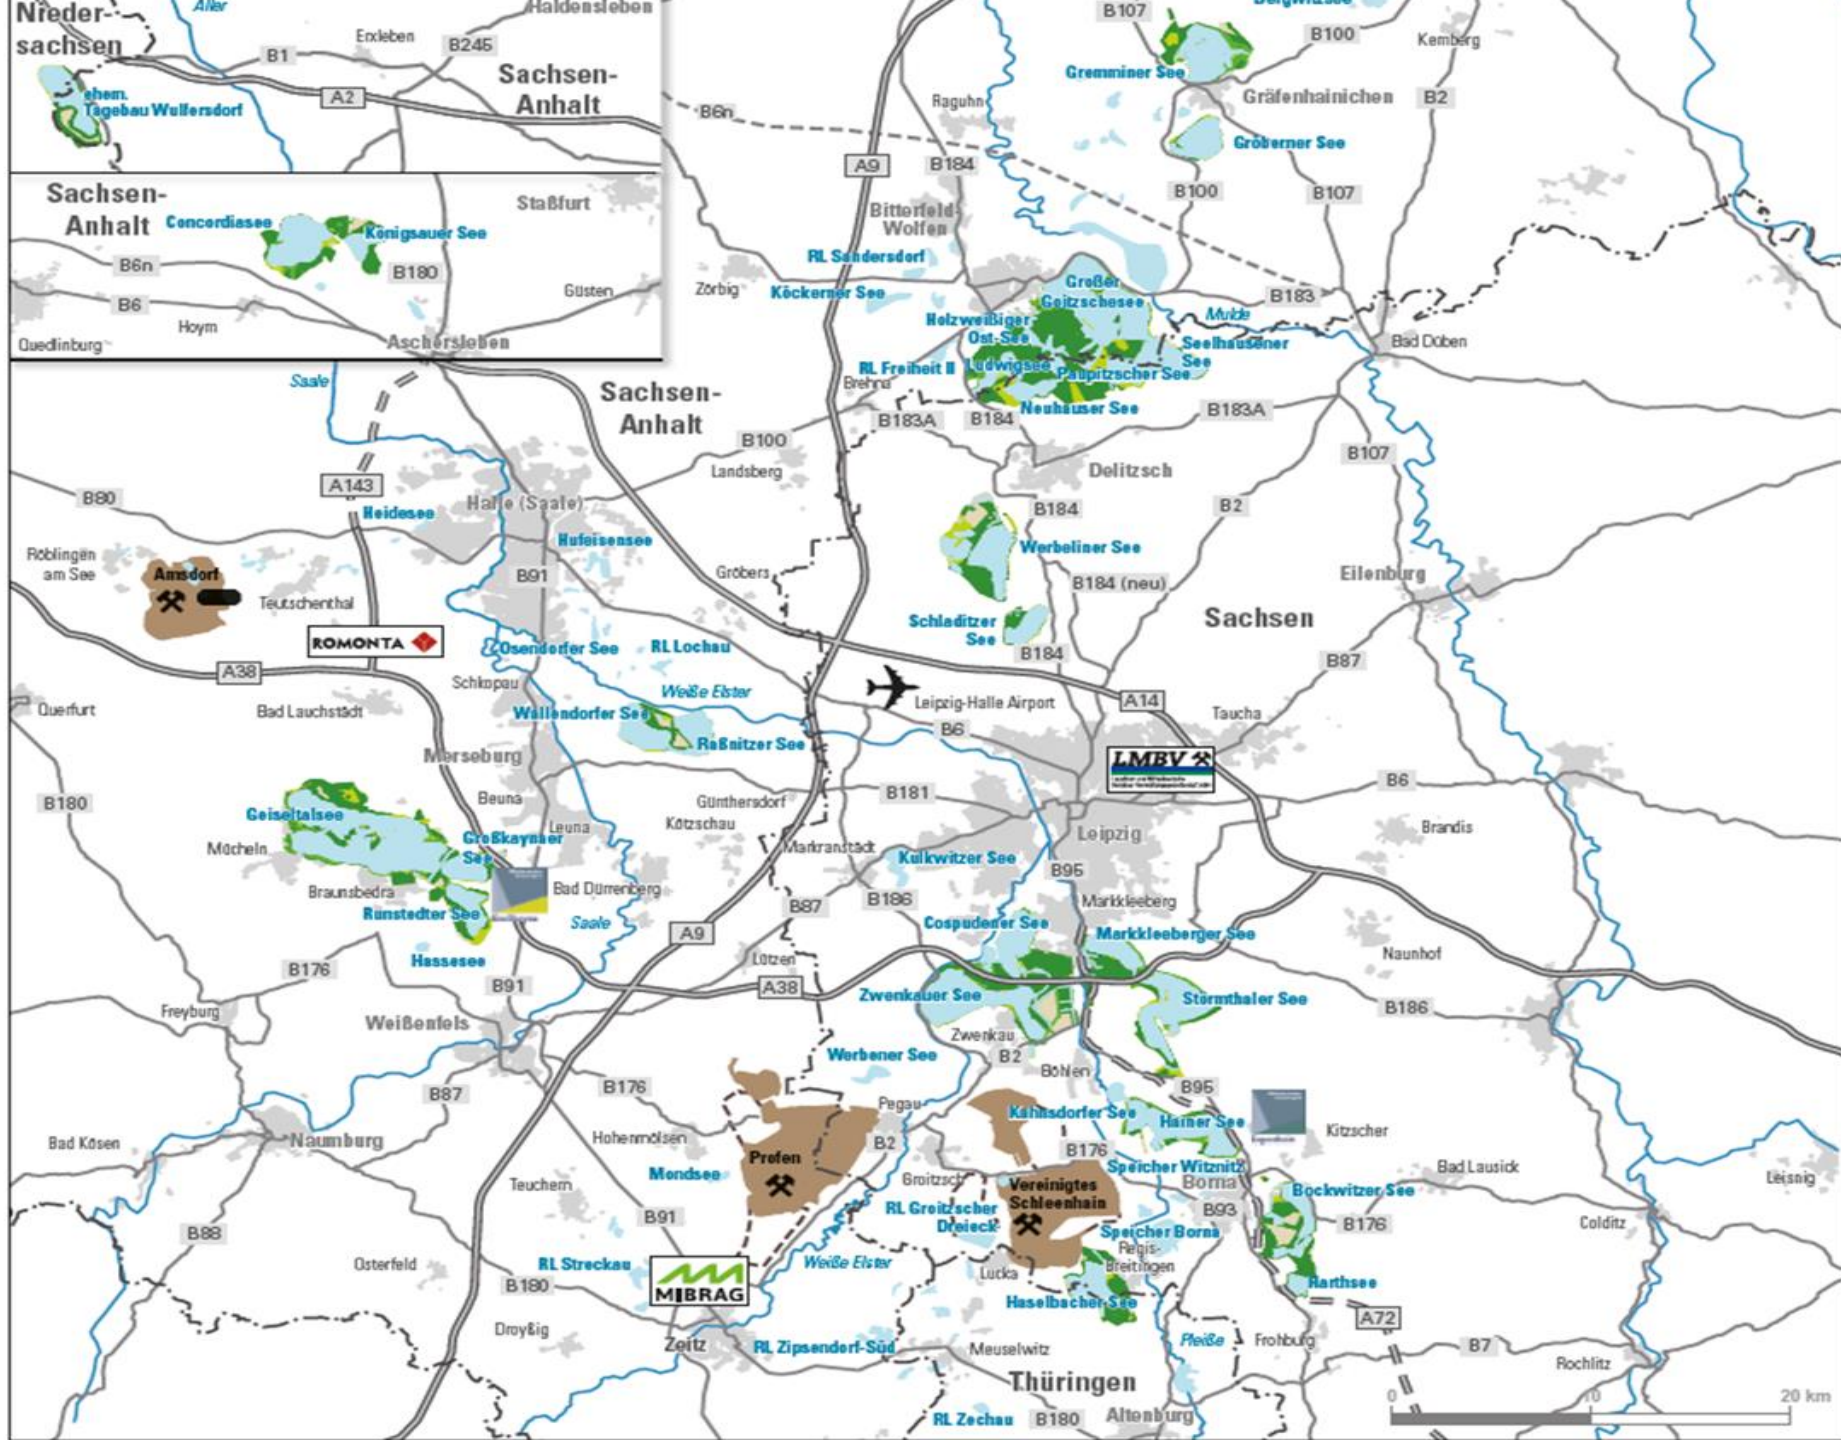 Nieder-
sachsen
Aller
Haldensleben
B1
Erxleben
B245
Sachsen-
Anhalt
A2
ehem.
Tagebau Wulfersdorf
B6n
Sachsen-
Anhalt
Concordiasee
Königsauer See
Staßfurt
B6n
B180
B6
Hoym
Güsten
Quedlinburg
Aschersleben
B107
B100
Kemberg
Gremminer See
Gräfenhainichen
B2
Raguhn
Gröberner See
A9
B184
B100
B107
Bitterfeld-
Wolfen
RL Sandersdorf
Zörbig
Köckerner See
Großer
Goitzschesee
B183
Mulde
Holzweißiger
Ost-See
Seelhausener
See
Bad Düben
RL Freiheit II
Ludwigsee
Paupitzscher See
Brehna
Neuhäuser See
B183A
B184
B183A
Saale
Sachsen-
Anhalt
B100
Landsberg
Delitzsch
B107
B80
A143
Heidesee
Halle (Saale)
B184
B2
Hufeisensee
Werbeliner See
Röblingen
am See
Amsdorf
Teutschenthal
B91
Gröbers
B184 (neu)
Eilenburg
Schladitzer
See
Sachsen
ROMONTA
Osendorfer See
RL Lochau
B184
B87
A38
Schkopau
Weiße Elster
Leipzig-Halle Airport
A14
Querfurt
Bad Lauchstädt
Wallendorfer See
Raßnitzer See
B6
Taucha
Merseburg
LMBV
B180
Beuna
Günthersdorf
B181
B6
Geiseltalsee
Leuna
Kötzschau
Großkaynaer
See
Mücheln
Markranstädt
Leipzig
Brandis
Kulkwitzer See
B95
Braunsbedra
Bad Dürrenberg
Runstedter See
B87
B186
Markkleeberg
Saale
A9
Cospudener See
Markkleeberger See
Hassesee
Naunhof
B176
Lützen
B91
A38
Zwenkauer See
Störmthaler See
B186
Freyburg
Weißenfels
Zwenkau
Werbener See
B2
Böhlen
B87
B176
B95
Pegau
Kahnsdorfer See
Hainer See
Kitzscher
Bad Kösen
Naumburg
Hohenmölsen
B2
B176
Profen
Speicher Witznitz
Bad Lausick
Mondsee
Groitzsch
Vereinigtes
Schleenhain
Borna
Bockwitzer See
Leisnig
Teuchern
RL Groitzscher
Dreieck
B93
B176
Colditz
B91
Speicher Borna
B88
Regis-
Breitingen
Osterfeld
RL Streckau
Weiße Elster
Lucka
Harthsee
B180
MIBRAG
Haselbacher See
A72
Droyßig
Zeitz
RL Zipsendorf-Süd
Meuselwitz
Pleiße
Frohburg
B7
Rochlitz
Thüringen
0 10 20 km
RL Zechau
B180
Altenburg